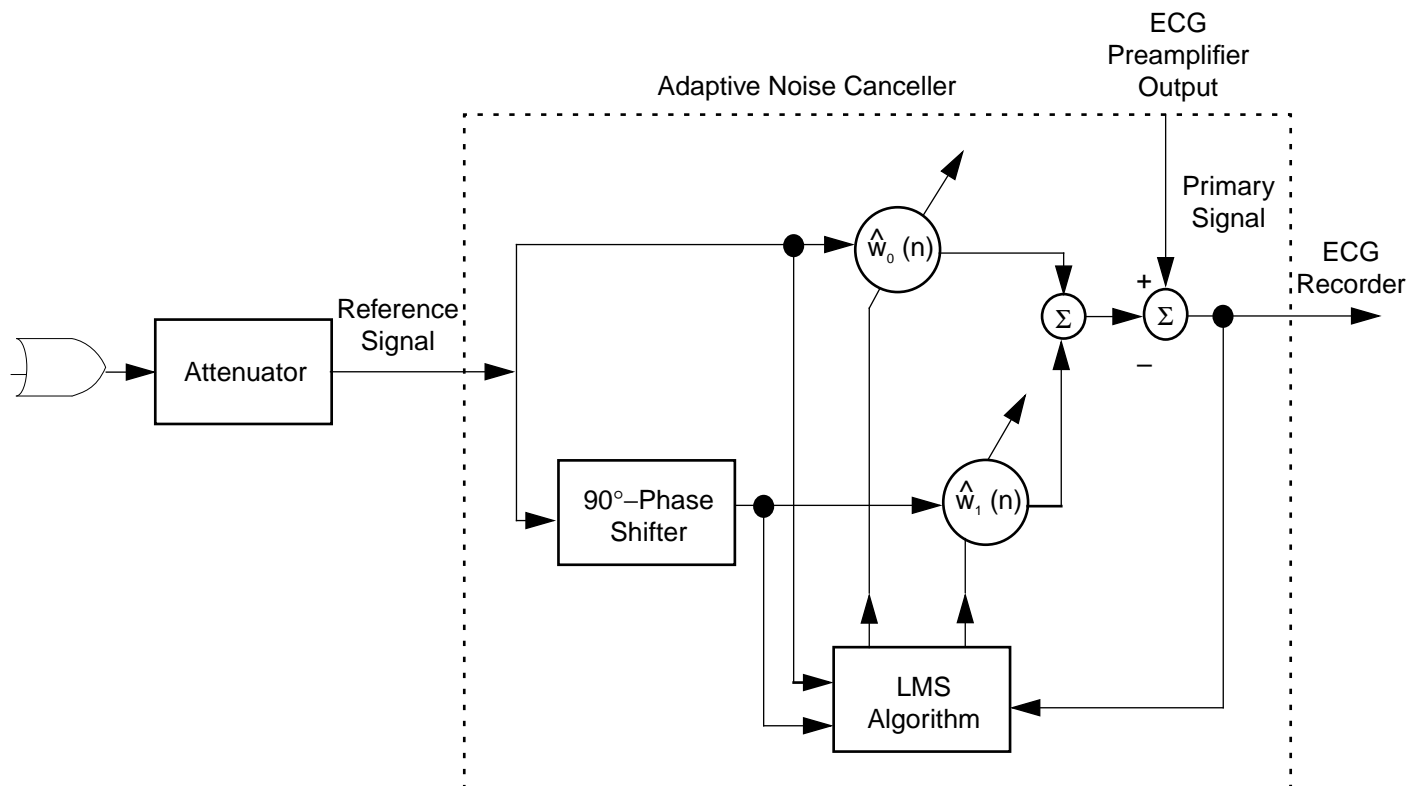 ECG
Preamplifier
Output
Adaptive Noise Canceller
Primary
Signal
ŵ₀ (n)
ECG
Recorder
Reference
Signal
+
Σ
Σ
Attenuator
−
90°−Phase
Shifter
ŵ₁ (n)
LMS
Algorithm